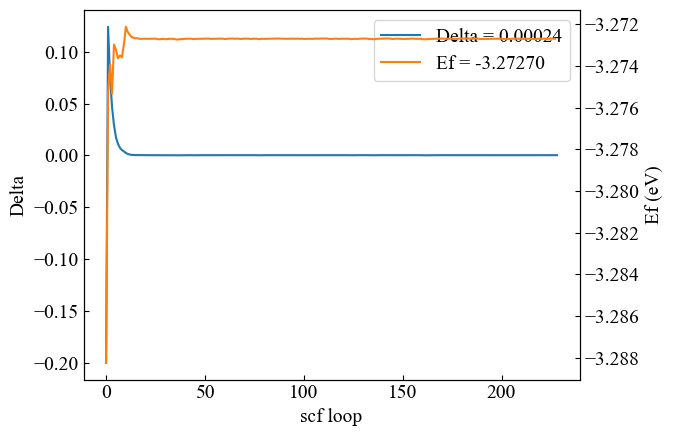 Delta = 0.00024
Ef = -3.27270
0.10
0.05
0.00
−0.05
−0.10
−0.15
−0.20
Delta
−3.272
−3.274
−3.276
−3.278
−3.280
−3.282
−3.284
−3.286
−3.288
Ef (eV)
0 50 100 150 200
scf loop